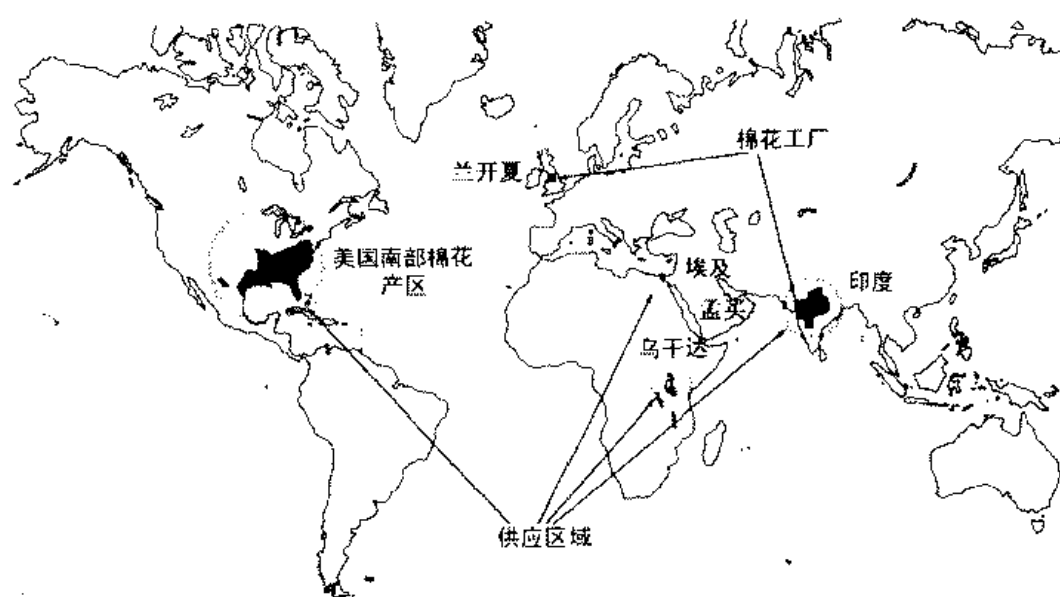 棉花工厂
兰开夏
美国南部棉花
产区
埃及
印度
孟买
乌干达
供应区域